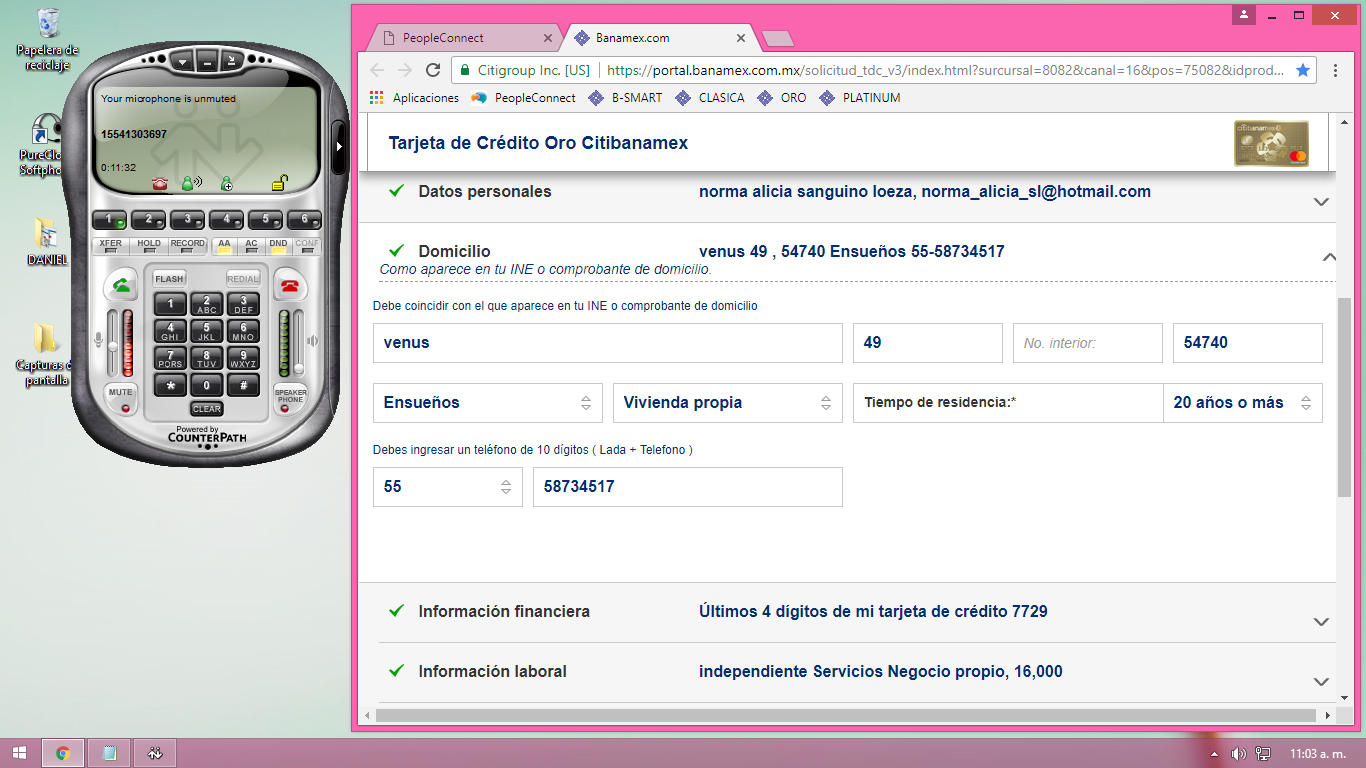 Papelera de
reciclaje
PureClo
Softpho
DANIEL
Capturas d
pantalla
Your microphone is unmuted
15541303697
0:11:32
1 2 3 4 5 6
XFER HOLD RECORD AA AC DND CONF
FLASH REDIAL
1 2 ABC 3 DEF
4 GHI 5 JKL 6 MNO
7 PQRS 8 TUV 9 WXYZ
* 0 #
MUTE
SPEAKER
PHONE
CLEAR
Powered by
COUNTERPATH
PeopleConnect
Banamex.com
Citigroup Inc. [US]
https://portal.banamex.com.mx/solicitud_tdc_v3/index.html?surcursal=8082&canal=16&pos=75082&idprod...
Aplicaciones PeopleConnect B-SMART CLASICA ORO PLATINUM
Tarjeta de Crédito Oro Citibanamex
Datos personales
norma alicia sanguino loeza, norma_alicia_sl@hotmail.com
Domicilio
venus 49 , 54740 Ensueños 55-58734517
Como aparece en tu INE o comprobante de domicilio.
Debe coincidir con el que aparece en tu INE o comprobante de domicilio
venus
49
No. interior:
54740
Ensueños
Vivienda propia
Tiempo de residencia:*
20 años o más
Debes ingresar un teléfono de 10 dígitos ( Lada + Telefono )
55
58734517
Información financiera
Últimos 4 dígitos de mi tarjeta de crédito 7729
Información laboral
independiente Servicios Negocio propio, 16,000
11:03 a. m.